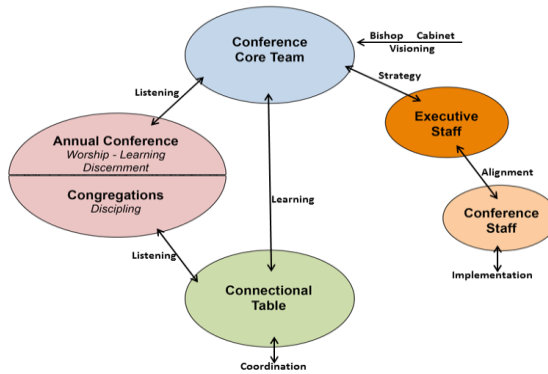 Conference
Core Team
Bishop Cabinet
Visioning
Strategy
Listening
Executive
Staff
Annual Conference
Worship - Learning
Discernment
Alignment
Congregations
Discipling
Learning
Conference
Staff
Listening
Implementation
Connectional
Table
Coordination